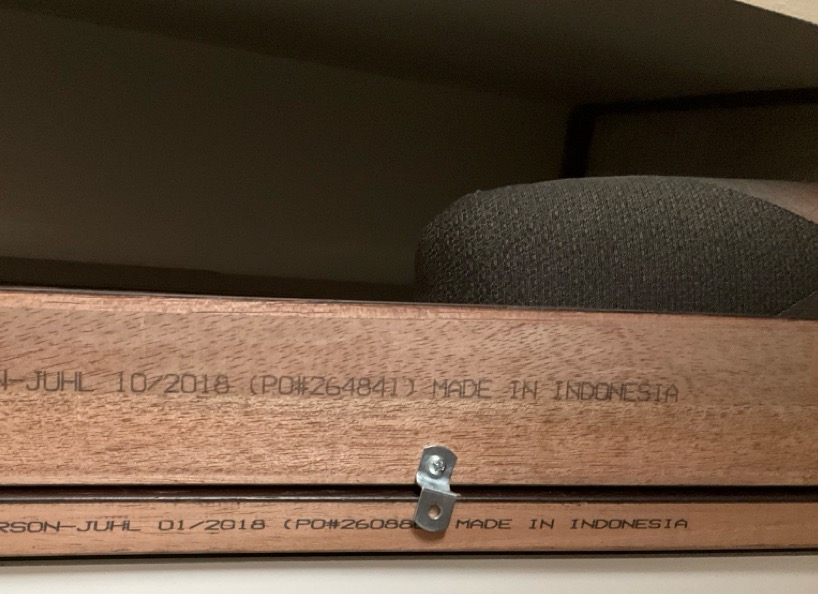 N-JUHL 10/2018 (PO#264841) MADE IN INDONESIA
RSON-JUHL 01/2018 (PO#26088 MADE IN INDONESIA